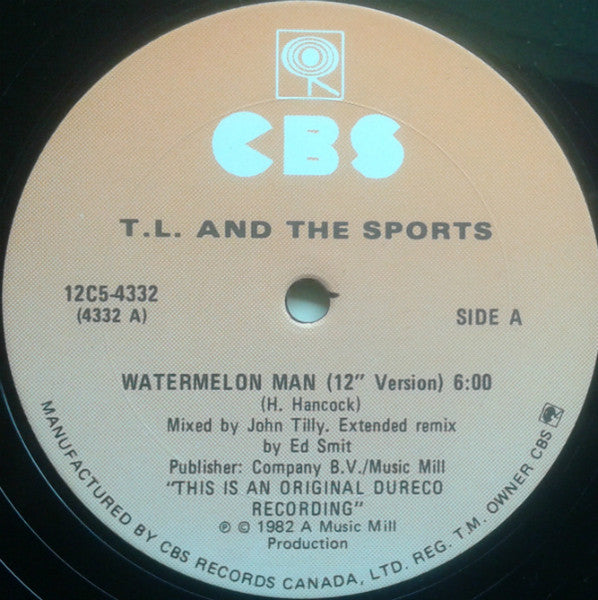 CBS
T.L. AND THE SPORTS
12C5-4332
(4332 A)
SIDE A
WATERMELON MAN (12" Version) 6:00
(H. Hancock)
Mixed by John Tilly. Extended remix
by Ed Smit
Publisher: Company B.V./Music Mill
"THIS IS AN ORIGINAL DURECO
RECORDING"
℗ © 1982 A Music Mill
Production
MANUFACTURED BY CBS RECORDS CANADA, LTD. REG. T.M. OWNER CBS